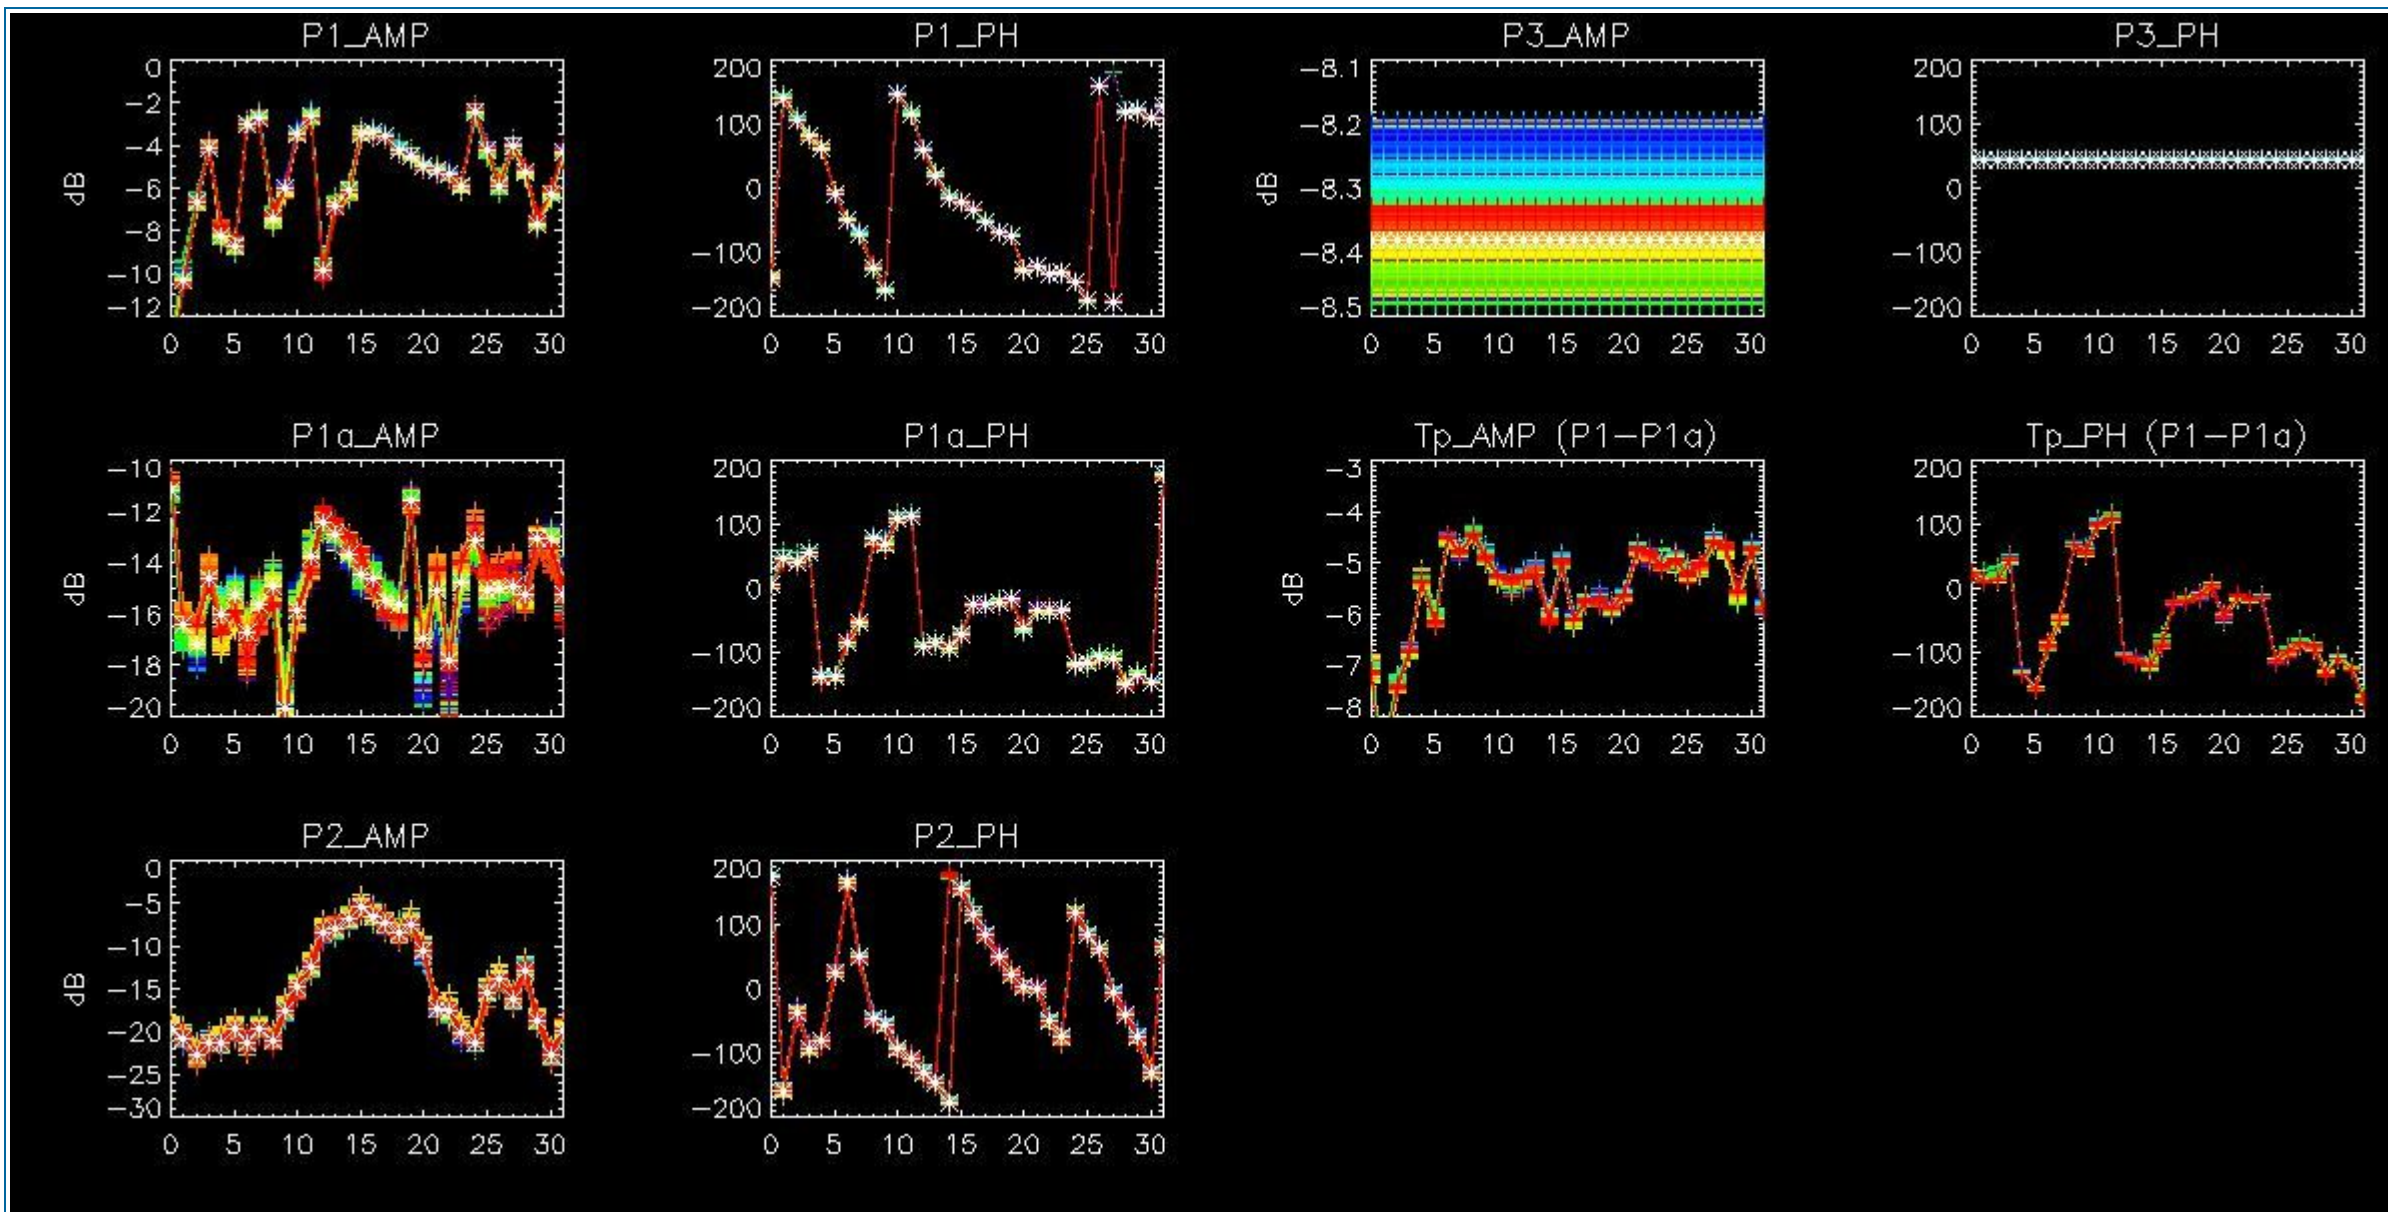 P1_AMP P1_PH P3_AMP P3_PH
0 200 -8.1 200
-2 100 -8.2 100
-4 0 -8.3 0
-6 -100 -8.4 -100
-8 -200 -8.5 -200
-10
-12
dB dB
0 5 10 15 20 25 30 0 5 10 15 20 25 30 0 5 10 15 20 25 30 0 5 10 15 20 25 30
P1a_AMP P1a_PH Tp_AMP (P1-P1a) Tp_PH (P1-P1a)
-10 200 -3 200
-12 100 -4 100
-14 0 -5 0
-16 -100 -6 -100
-18 -200 -7 -200
-20 -8
dB dB
0 5 10 15 20 25 30 0 5 10 15 20 25 30 0 5 10 15 20 25 30 0 5 10 15 20 25 30
P2_AMP P2_PH
0 200
-5 100
-10 0
-15 -100
-20 -200
-25
-30
dB
0 5 10 15 20 25 30 0 5 10 15 20 25 30